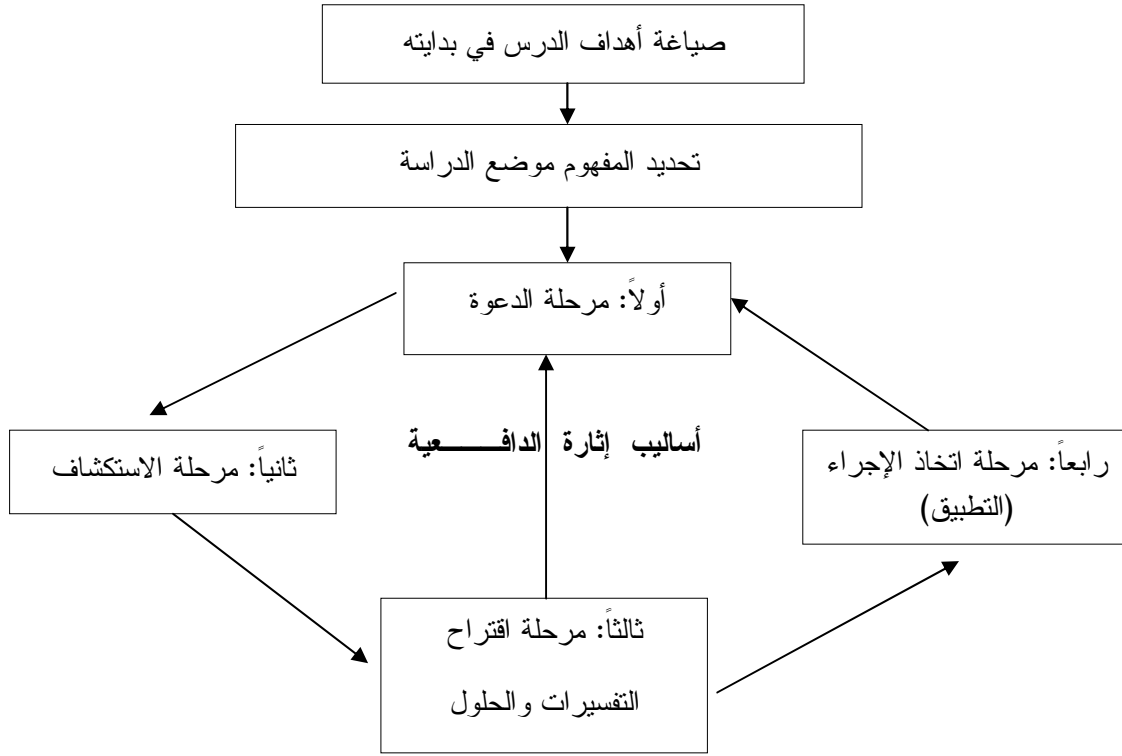 صياغة أهداف الدرس في بدايته
تحديد المفهوم موضع الدراسة
أولاً: مرحلة الدعوة
أساليب إثارة الدافـــــــعية
رابعاً: مرحلة اتخاذ الإجراء
(التطبيق)
ثانياً: مرحلة الاستكشاف
ثالثاً: مرحلة اقتراح
التفسيرات والحلول